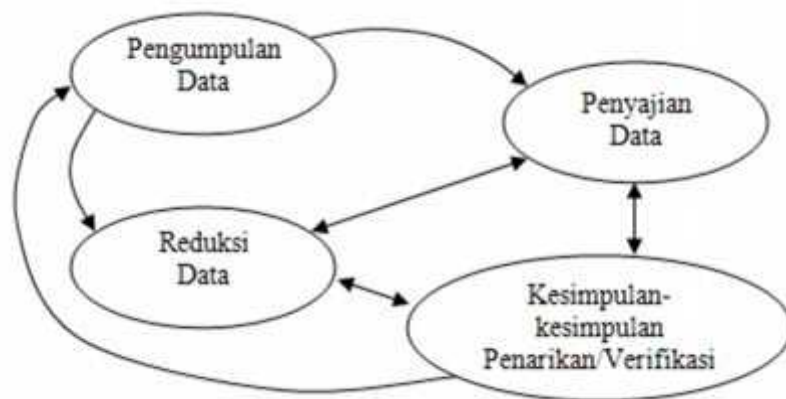 Pengumpulan
Data
Penyajian
Data
Reduksi
Data
Kesimpulan-
kesimpulan
Penarikan/Verifikasi